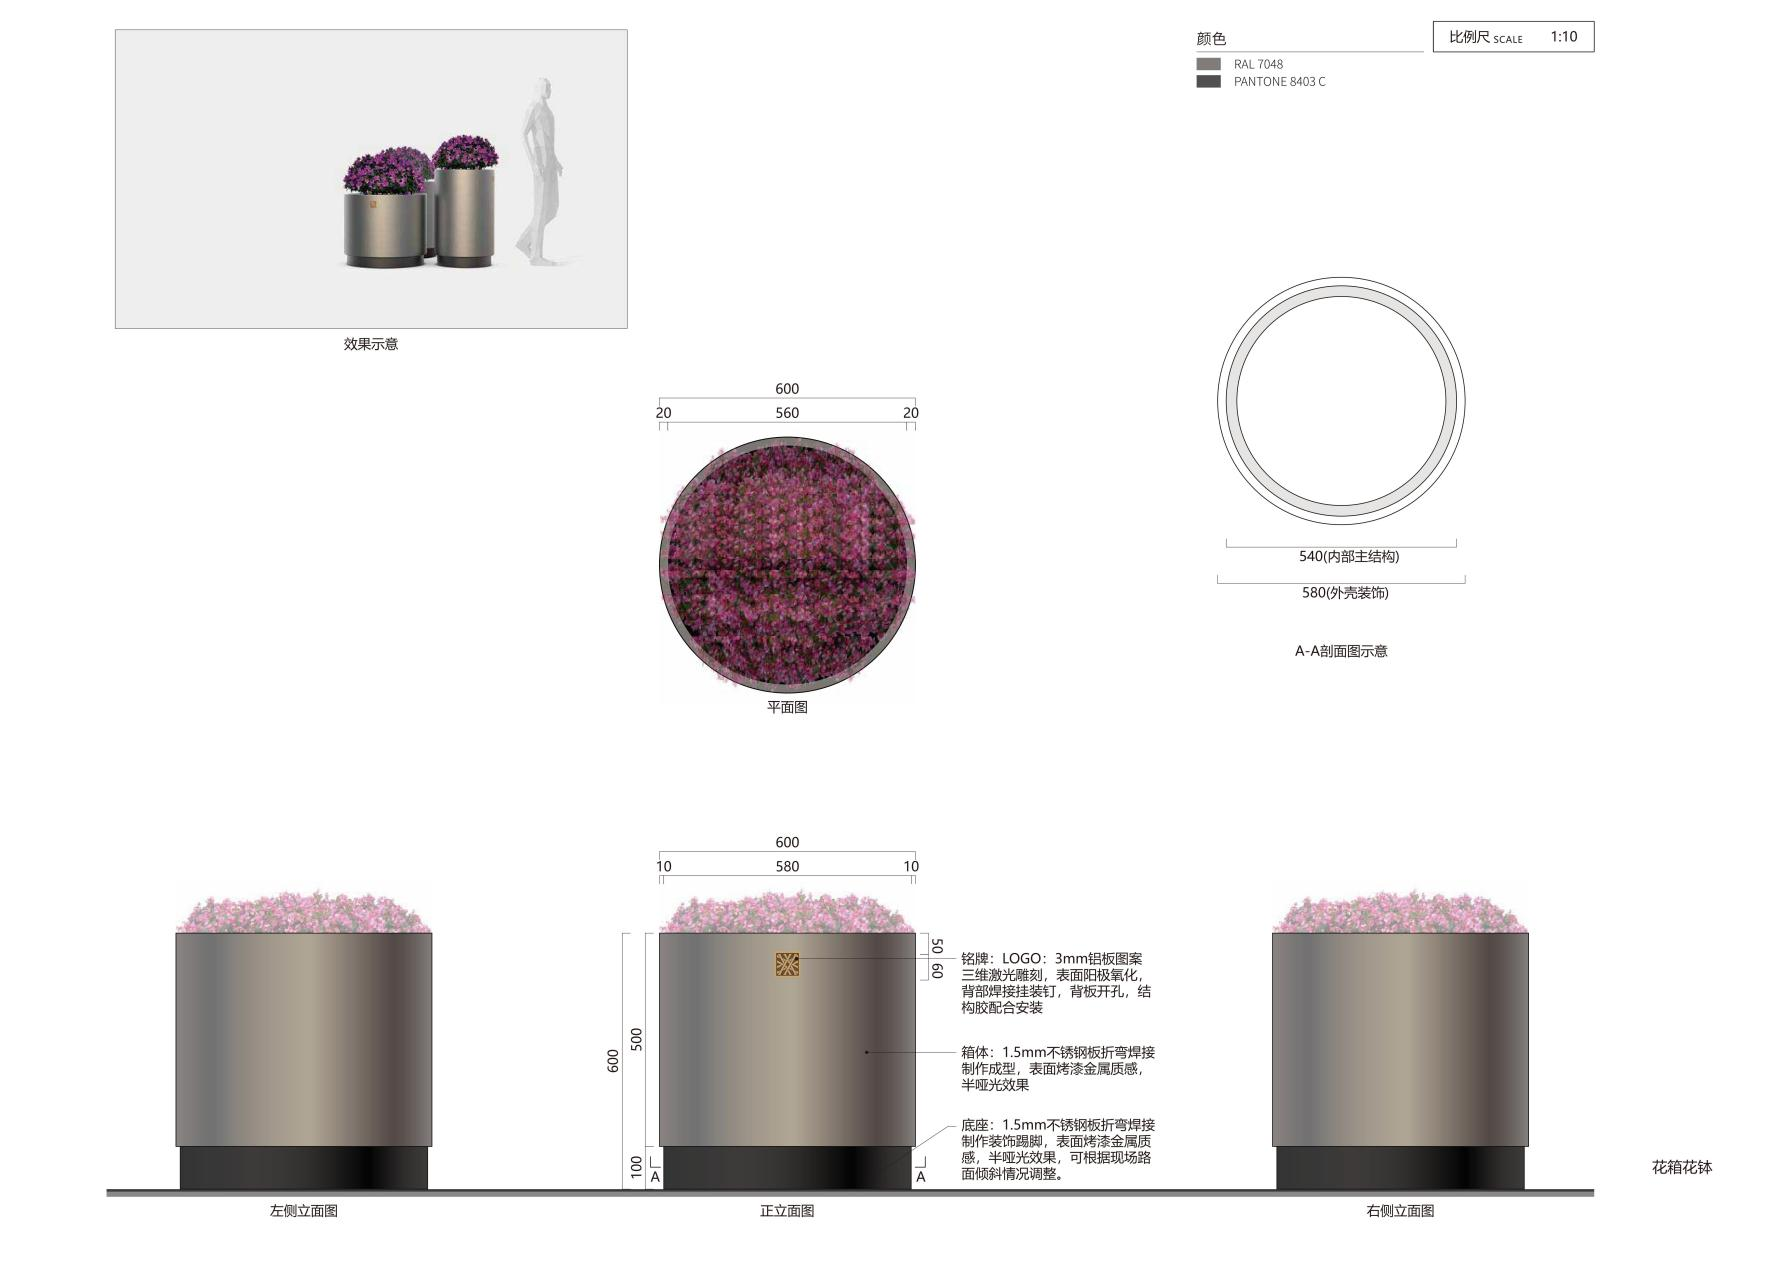 颜色
比例尺 SCALE 1:10
RAL 7048
PANTONE 8403 C
效果示意
600
20 560 20
平面图
540(内部主结构)
580(外壳装饰)
A-A剖面图示意
600
10 580 10
50
60
500
600
100
A
A
铭牌：LOGO：3mm铝板图案
三维激光雕刻，表面阳极氧化，
背部焊接挂装钉，背板开孔，结
构胶配合安装
箱体：1.5mm不锈钢板折弯焊接
制作成型，表面烤漆金属质感，
半哑光效果
底座：1.5mm不锈钢板折弯焊接
制作装饰踢脚，表面烤漆金属质
感，半哑光效果，可根据现场路
面倾斜情况调整。
左侧立面图
正立面图
右侧立面图
花箱花钵